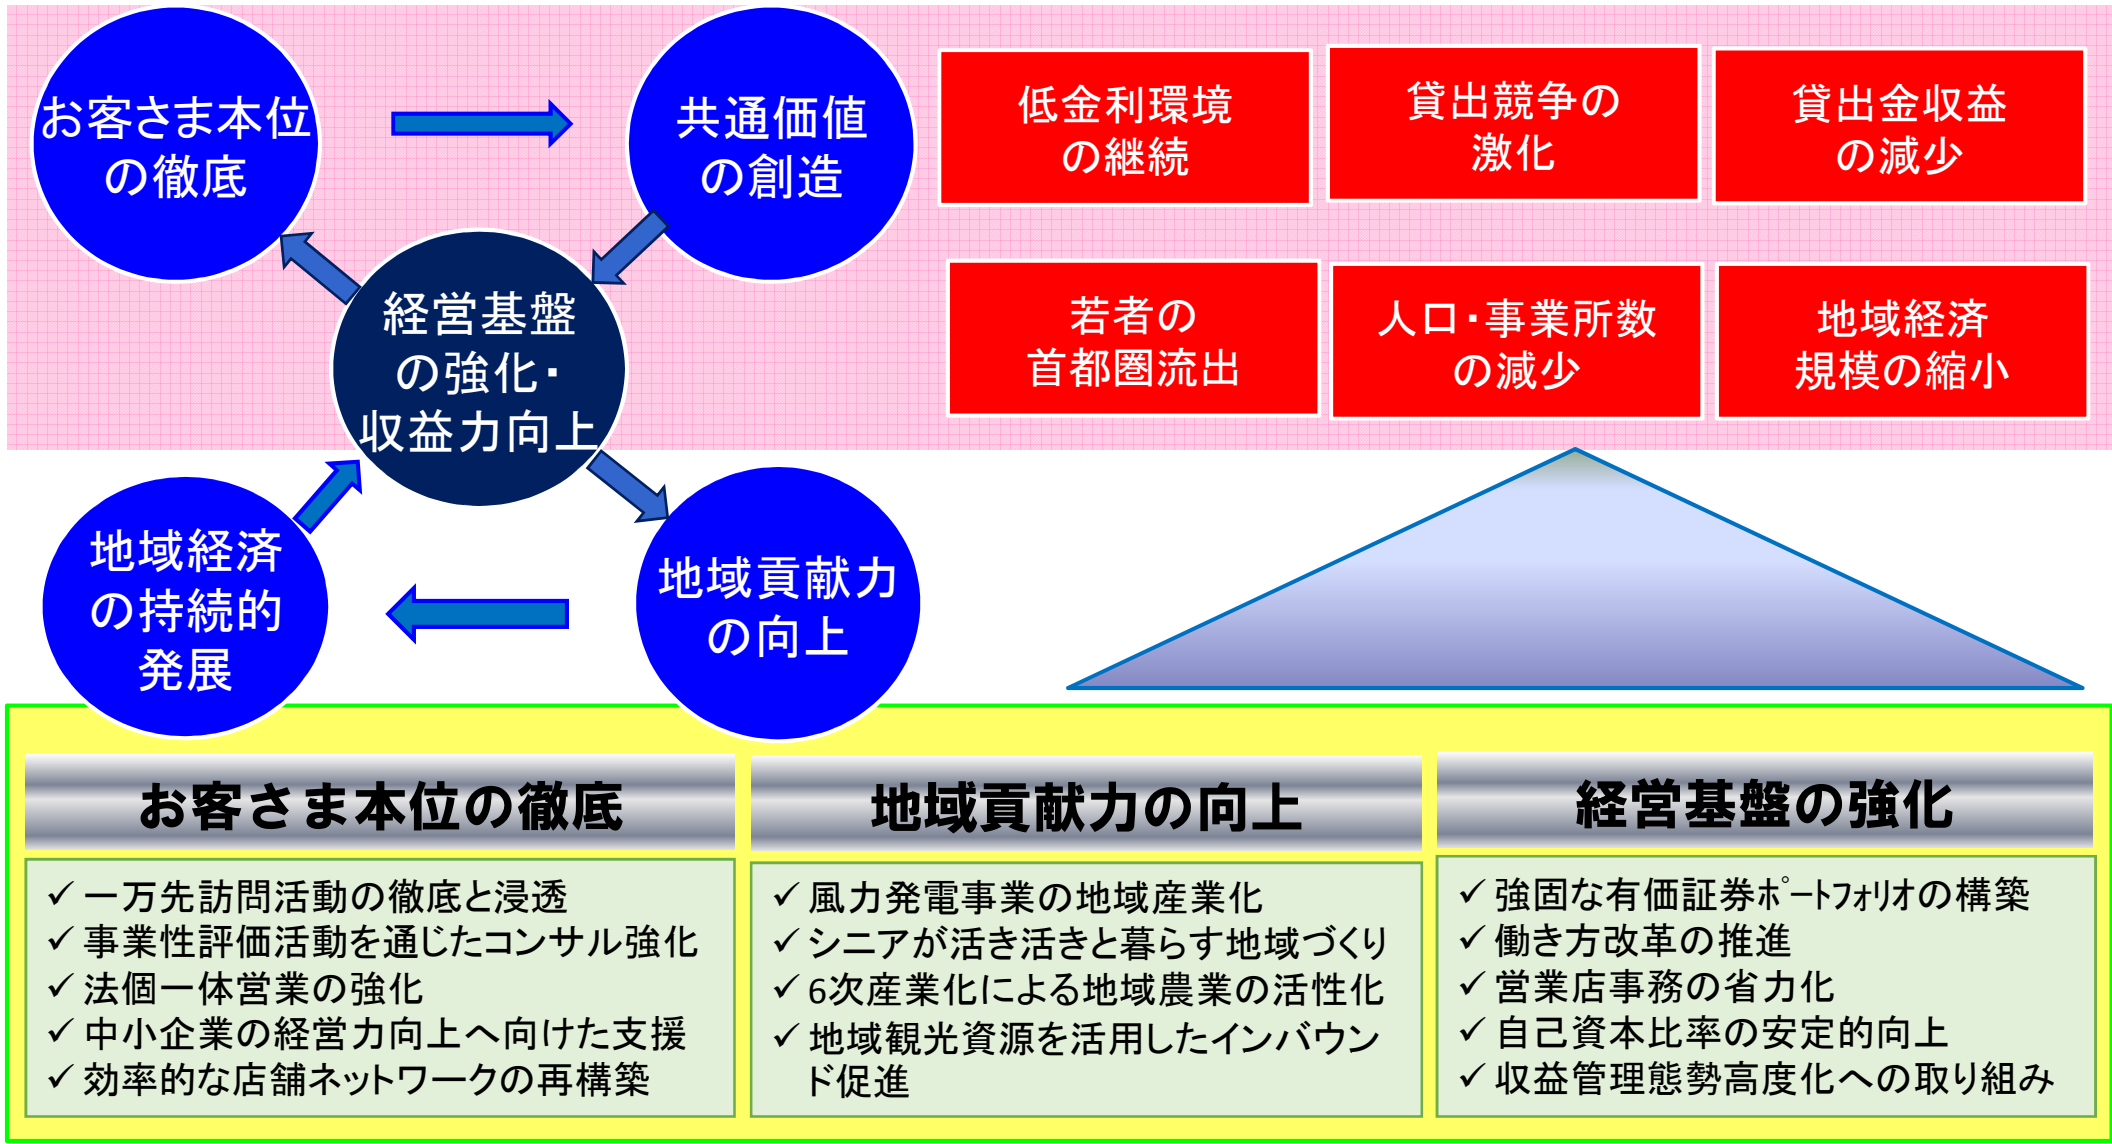 お客さま本位
の徹底
共通価値
の創造
経営基盤
の強化・
収益力向上
地域経済
の持続的
発展
地域貢献力
の向上
低金利環境
の継続
貸出競争の
激化
貸出金収益
の減少
若者の
首都圏流出
人口・事業所数
の減少
地域経済
規模の縮小
お客さま本位の徹底
✓ 一万先訪問活動の徹底と浸透
✓ 事業性評価活動を通じたコンサル強化
✓ 法個一体営業の強化
✓ 中小企業の経営力向上へ向けた支援
✓ 効率的な店舗ネットワークの再構築
地域貢献力の向上
✓ 風力発電事業の地域産業化
✓ シニアが活き活きと暮らす地域づくり
✓ 6次産業化による地域農業の活性化
✓ 地域観光資源を活用したインバウン
ド促進
経営基盤の強化
✓ 強固な有価証券ﾎﾟｰﾄﾌｫﾘｵの構築
✓ 働き方改革の推進
✓ 営業店事務の省力化
✓ 自己資本比率の安定的向上
✓ 収益管理態勢高度化への取り組み